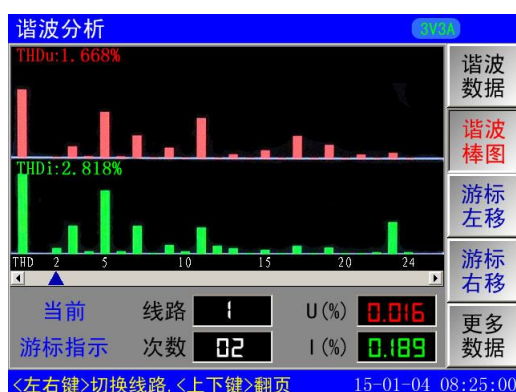 谐波分析
3V3A
THDu:1.668%
THDi:2.818%
THD 2 5 10 15 20 24
当前 线路 1 U(%) 0.016
游标指示 次数 02 I(%) 0.189
谐波
数据
谐波
棒图
游标
左移
游标
右移
更多
数据
<左右键>切换线路,<上下键>翻页 15-01-04 08:25:00